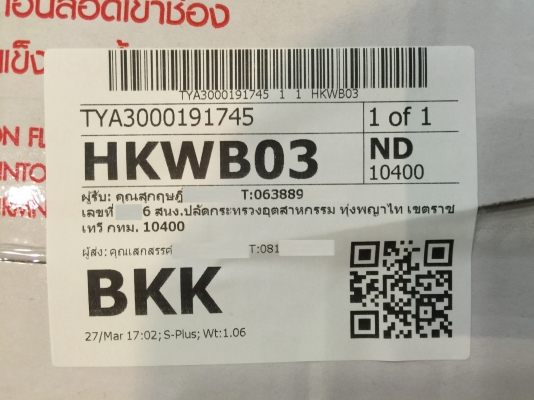 แข็ง
TYA3000191745 1 1 HKWB03
TYA3000191745 1 of 1
HKWB03 ND
10400
ผู้รับ: คุณสุกฤษฎิ์ T:063889
เลขที่ 6 สนง.ปลัดกระทรวงอุตสาหกรรม ทุ่งพญาไท เขตราช
เทวี กทม. 10400
ผู้ส่ง: คุณเสกสรรค์ T:081
BKK
27/Mar 17:02; S-Plus; Wt:1.06